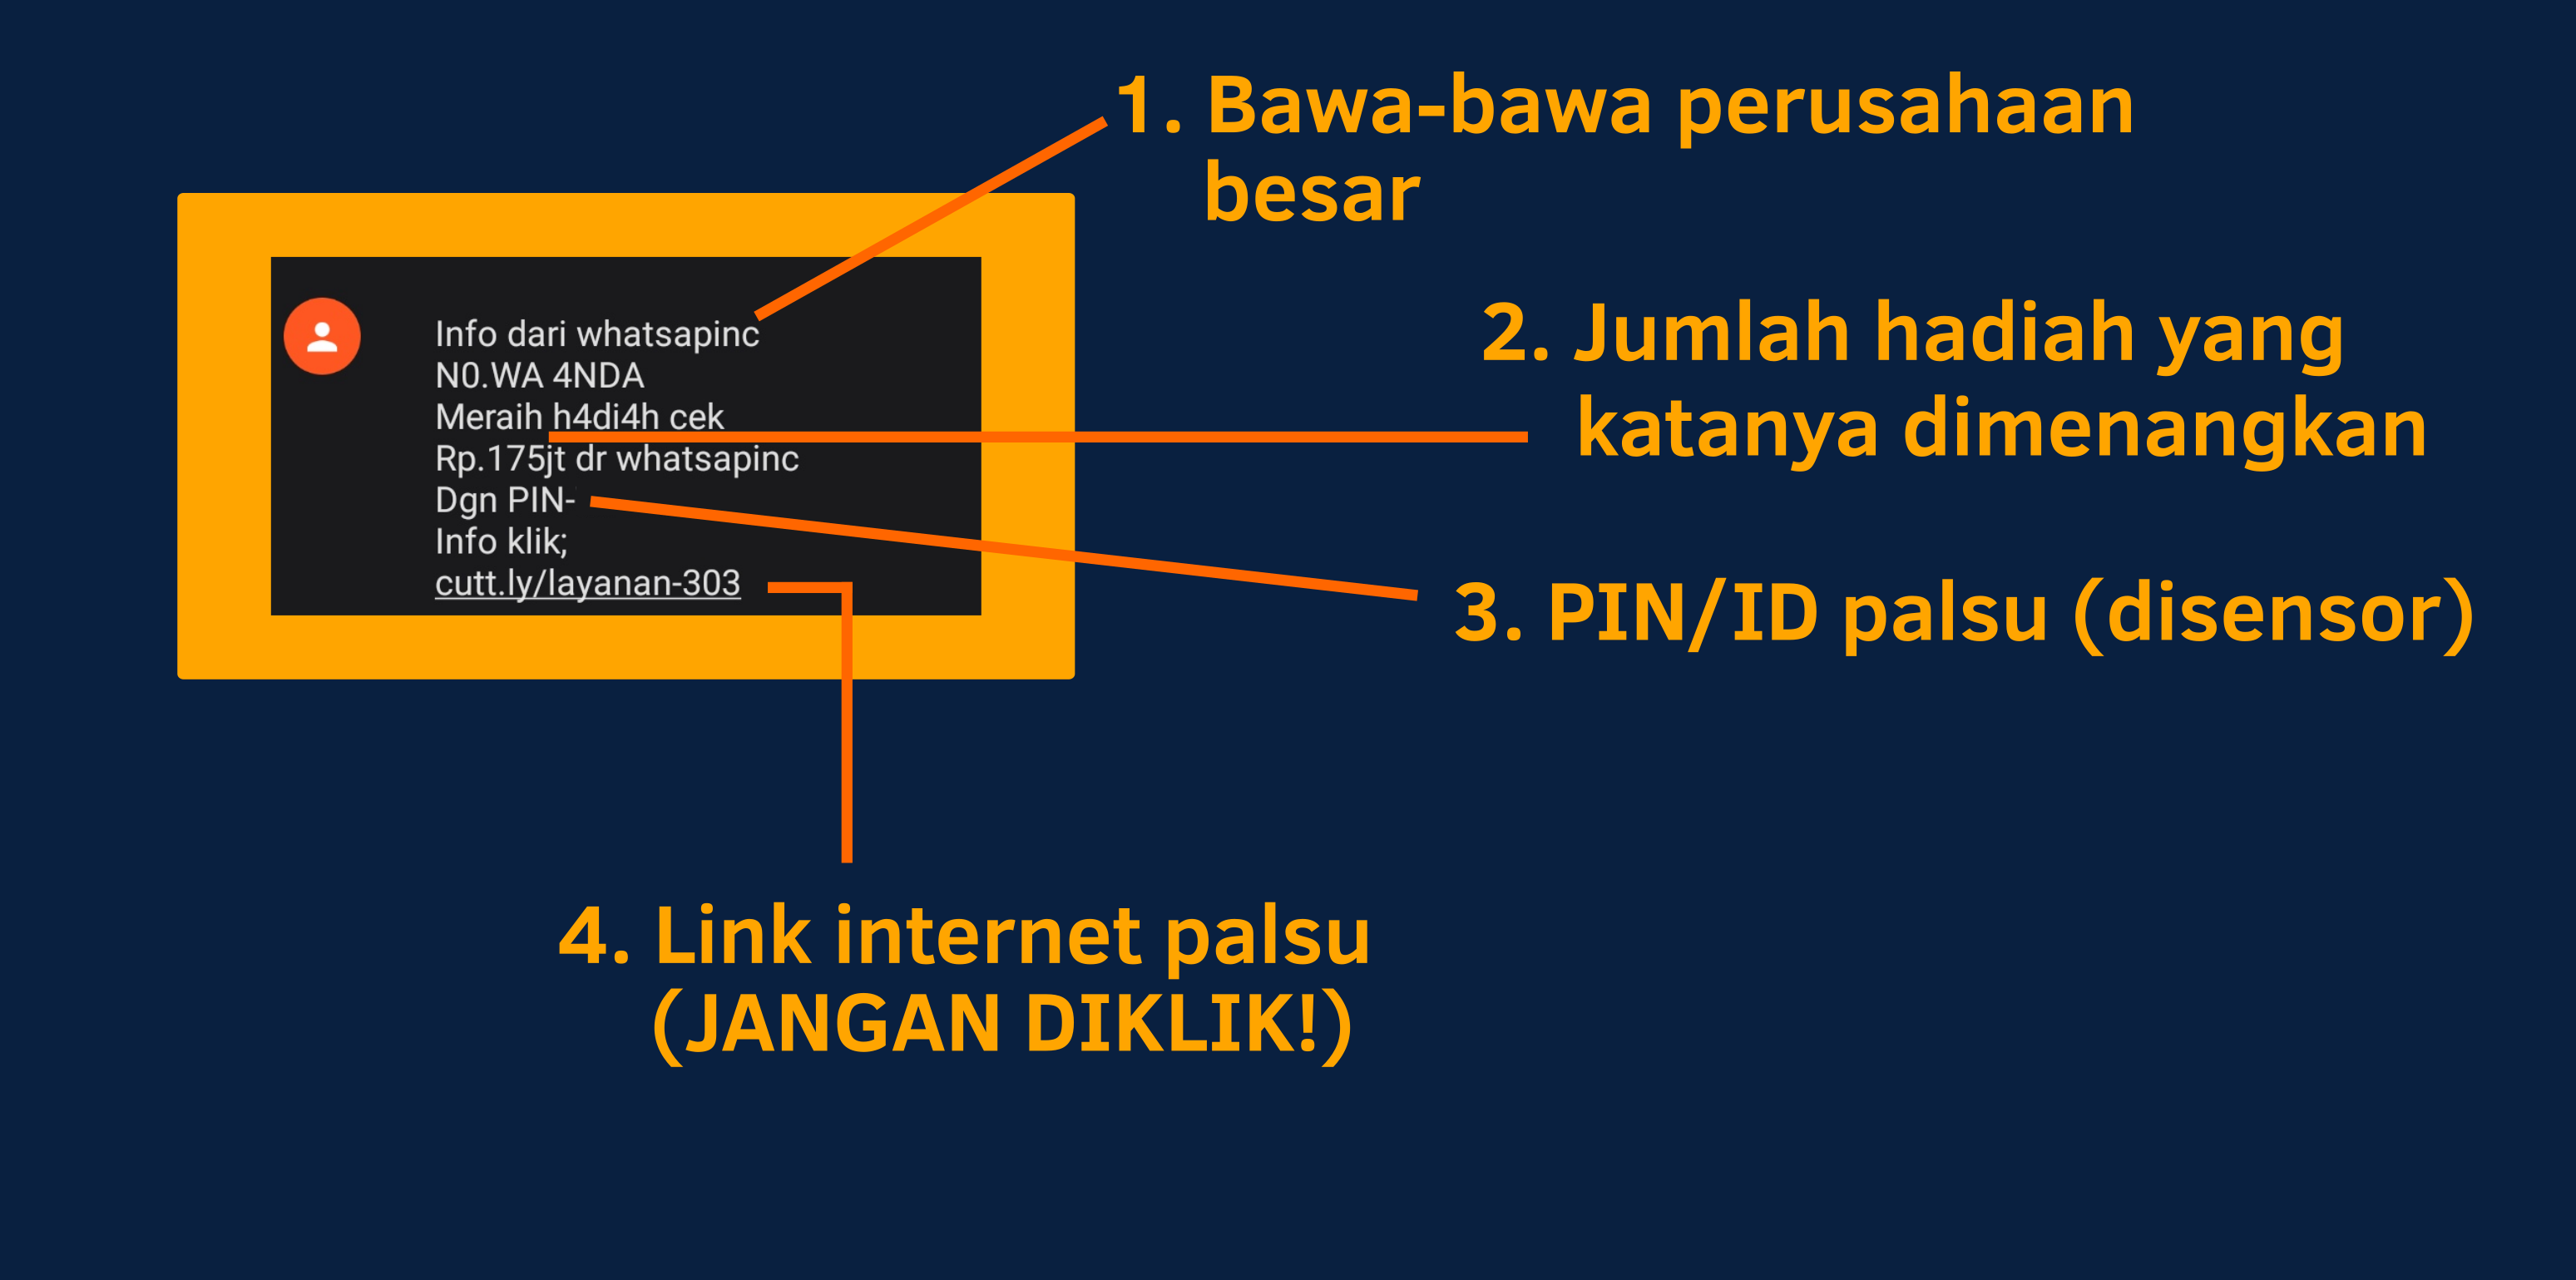 1. Bawa-bawa perusahaan
besar
Info dari whatsapinc
N0.WA 4NDA
Meraih h4di4h cek
Rp.175jt dr whatsapinc
Dgn PIN-
Info klik;
cutt.ly/layanan-303
2. Jumlah hadiah yang
katanya dimenangkan
3. PIN/ID palsu (disensor)
4. Link internet palsu
(JANGAN DIKLIK!)